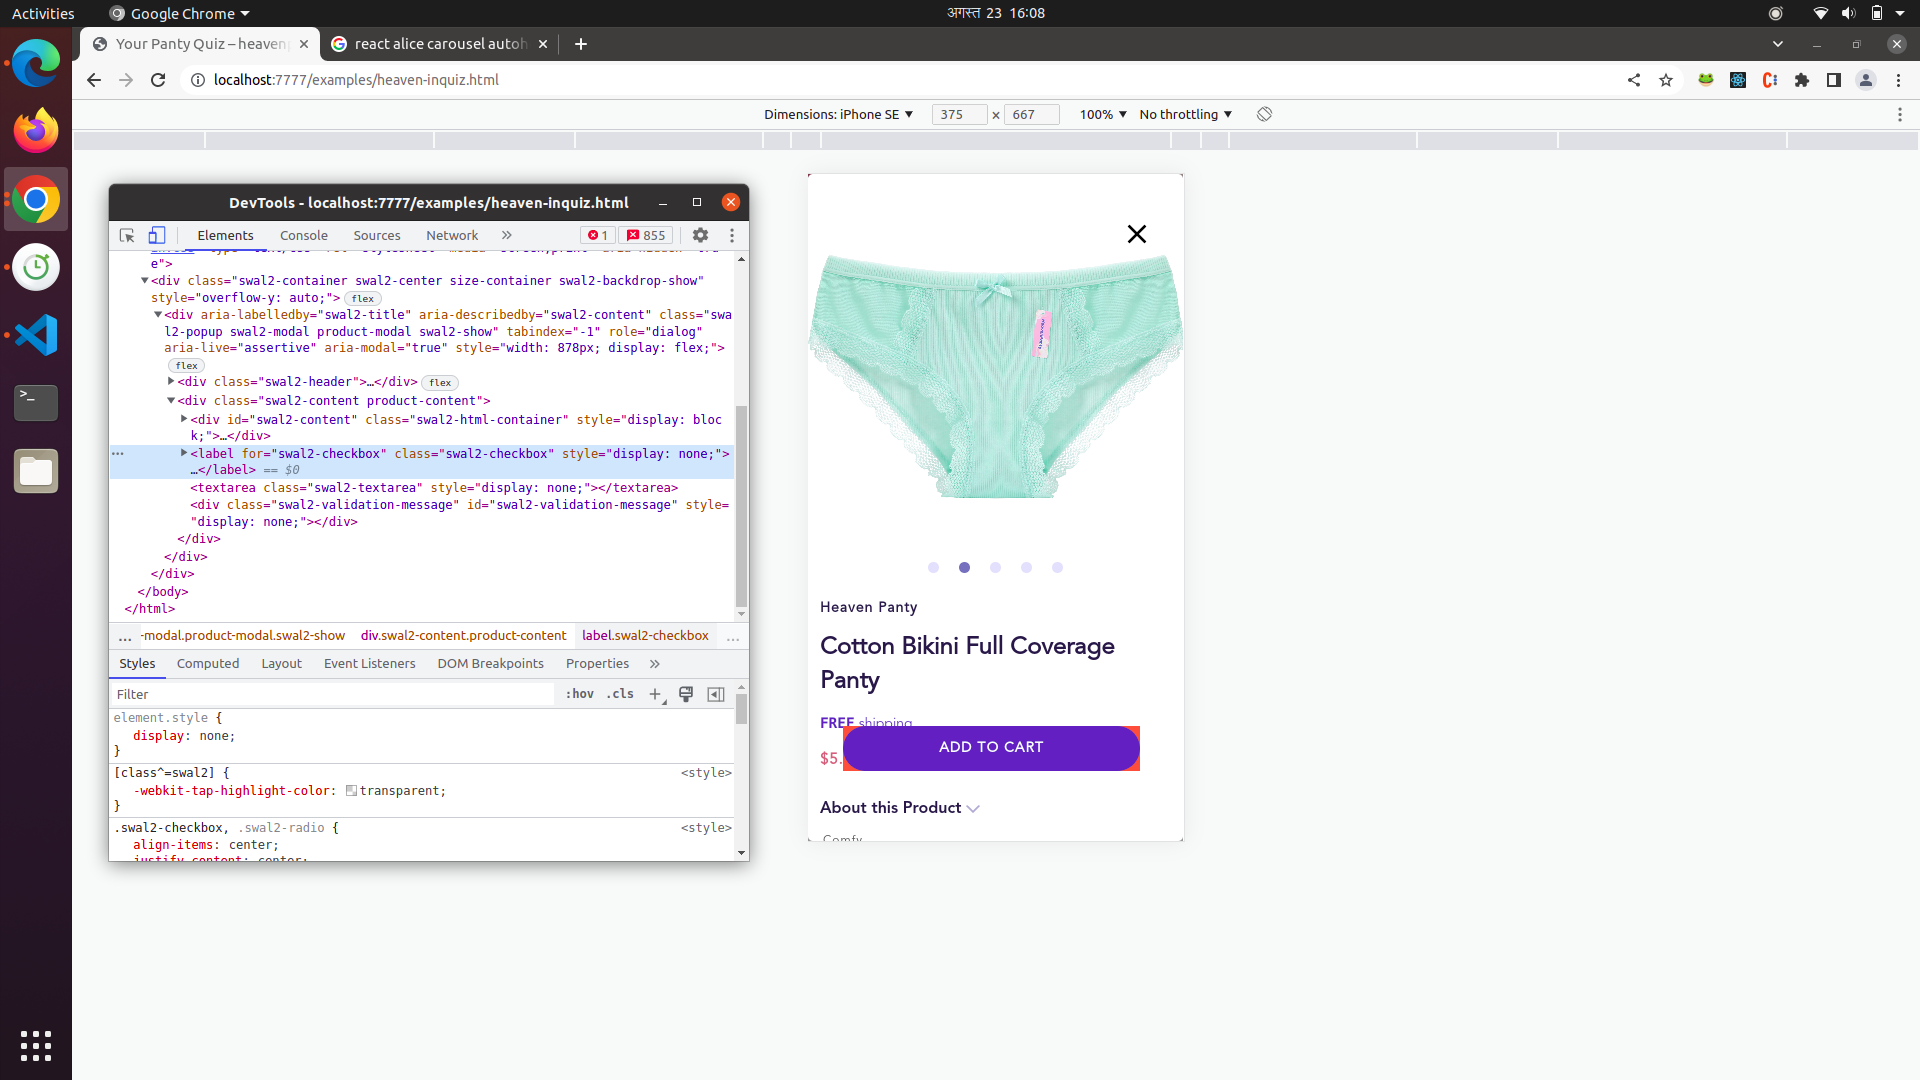 Activities
Google Chrome
अगस्त 23 16:08
Your Panty Quiz – heaven
react alice carousel autoh
localhost:7777/examples/heaven-inquiz.html
Dimensions: iPhone SE
375 × 667
100%
No throttling
DevTools - localhost:7777/examples/heaven-inquiz.html
Elements
Console
Sources
Network
1
855
e">
<div class="swal2-container swal2-center size-container swal2-backdrop-show"
style="overflow-y: auto;"> flex
<div aria-labelledby="swal2-title" aria-describedby="swal2-content" class="swa
l2-popup swal2-modal product-modal swal2-show" tabindex="-1" role="dialog"
aria-live="assertive" aria-modal="true" style="width: 878px; display: flex;">
flex
<div class="swal2-header">…</div> flex
<div class="swal2-content product-content">
<div id="swal2-content" class="swal2-html-container" style="display: bloc
k;">…</div>
<label for="swal2-checkbox" class="swal2-checkbox" style="display: none;">
…</label> == $0
<textarea class="swal2-textarea" style="display: none;"></textarea>
<div class="swal2-validation-message" id="swal2-validation-message" style=
"display: none;"></div>
</div>
</div>
</div>
</body>
</html>
… -modal.product-modal.swal2-show div.swal2-content.product-content label.swal2-checkbox …
Styles
Computed
Layout
Event Listeners
DOM Breakpoints
Properties
Filter
:hov .cls
element.style {
display: none;
}
[class^=swal2] { <style>
-webkit-tap-highlight-color: transparent;
}
.swal2-checkbox, .swal2-radio { <style>
align-items: center;
justify-content: center;
Heaven Panty
Cotton Bikini Full Coverage
Panty
FREE shipping
$5.
ADD TO CART
About this Product
Comfy